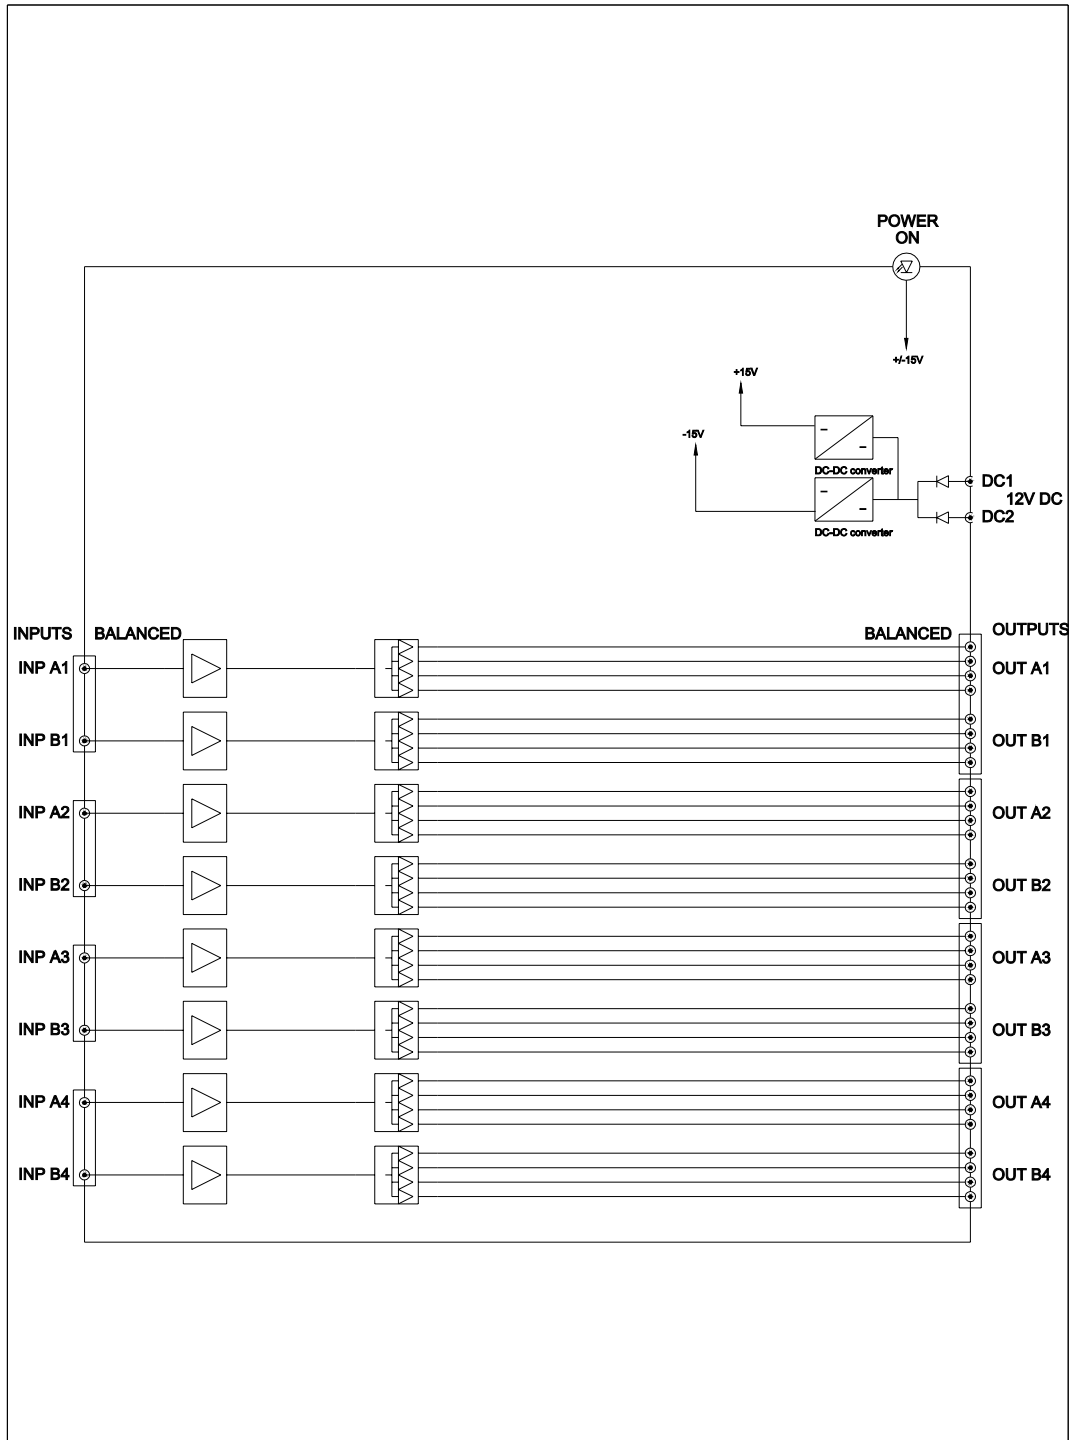 POWER
ON
+/-15V
+15V
-15V
DC-DC converter
DC1
12V DC
DC2
DC-DC converter
INPUTS BALANCED BALANCED OUTPUTS
INP A1 OUT A1
INP B1 OUT B1
INP A2 OUT A2
INP B2 OUT B2
INP A3 OUT A3
INP B3 OUT B3
INP A4 OUT A4
INP B4 OUT B4